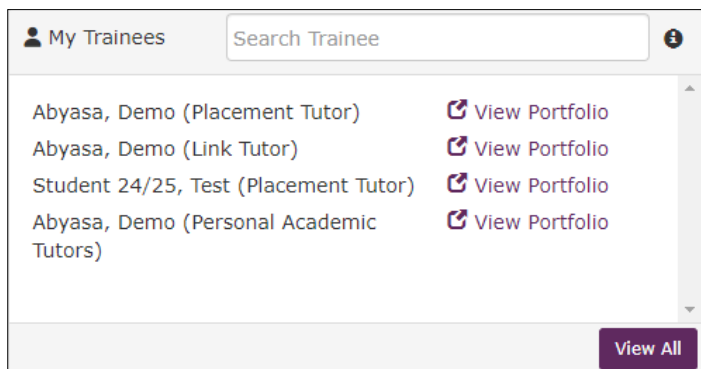 My Trainees Search Trainee
Abyasa, Demo (Placement Tutor) View Portfolio
Abyasa, Demo (Link Tutor) View Portfolio
Student 24/25, Test (Placement Tutor) View Portfolio
Abyasa, Demo (Personal Academic View Portfolio
Tutors)
View All